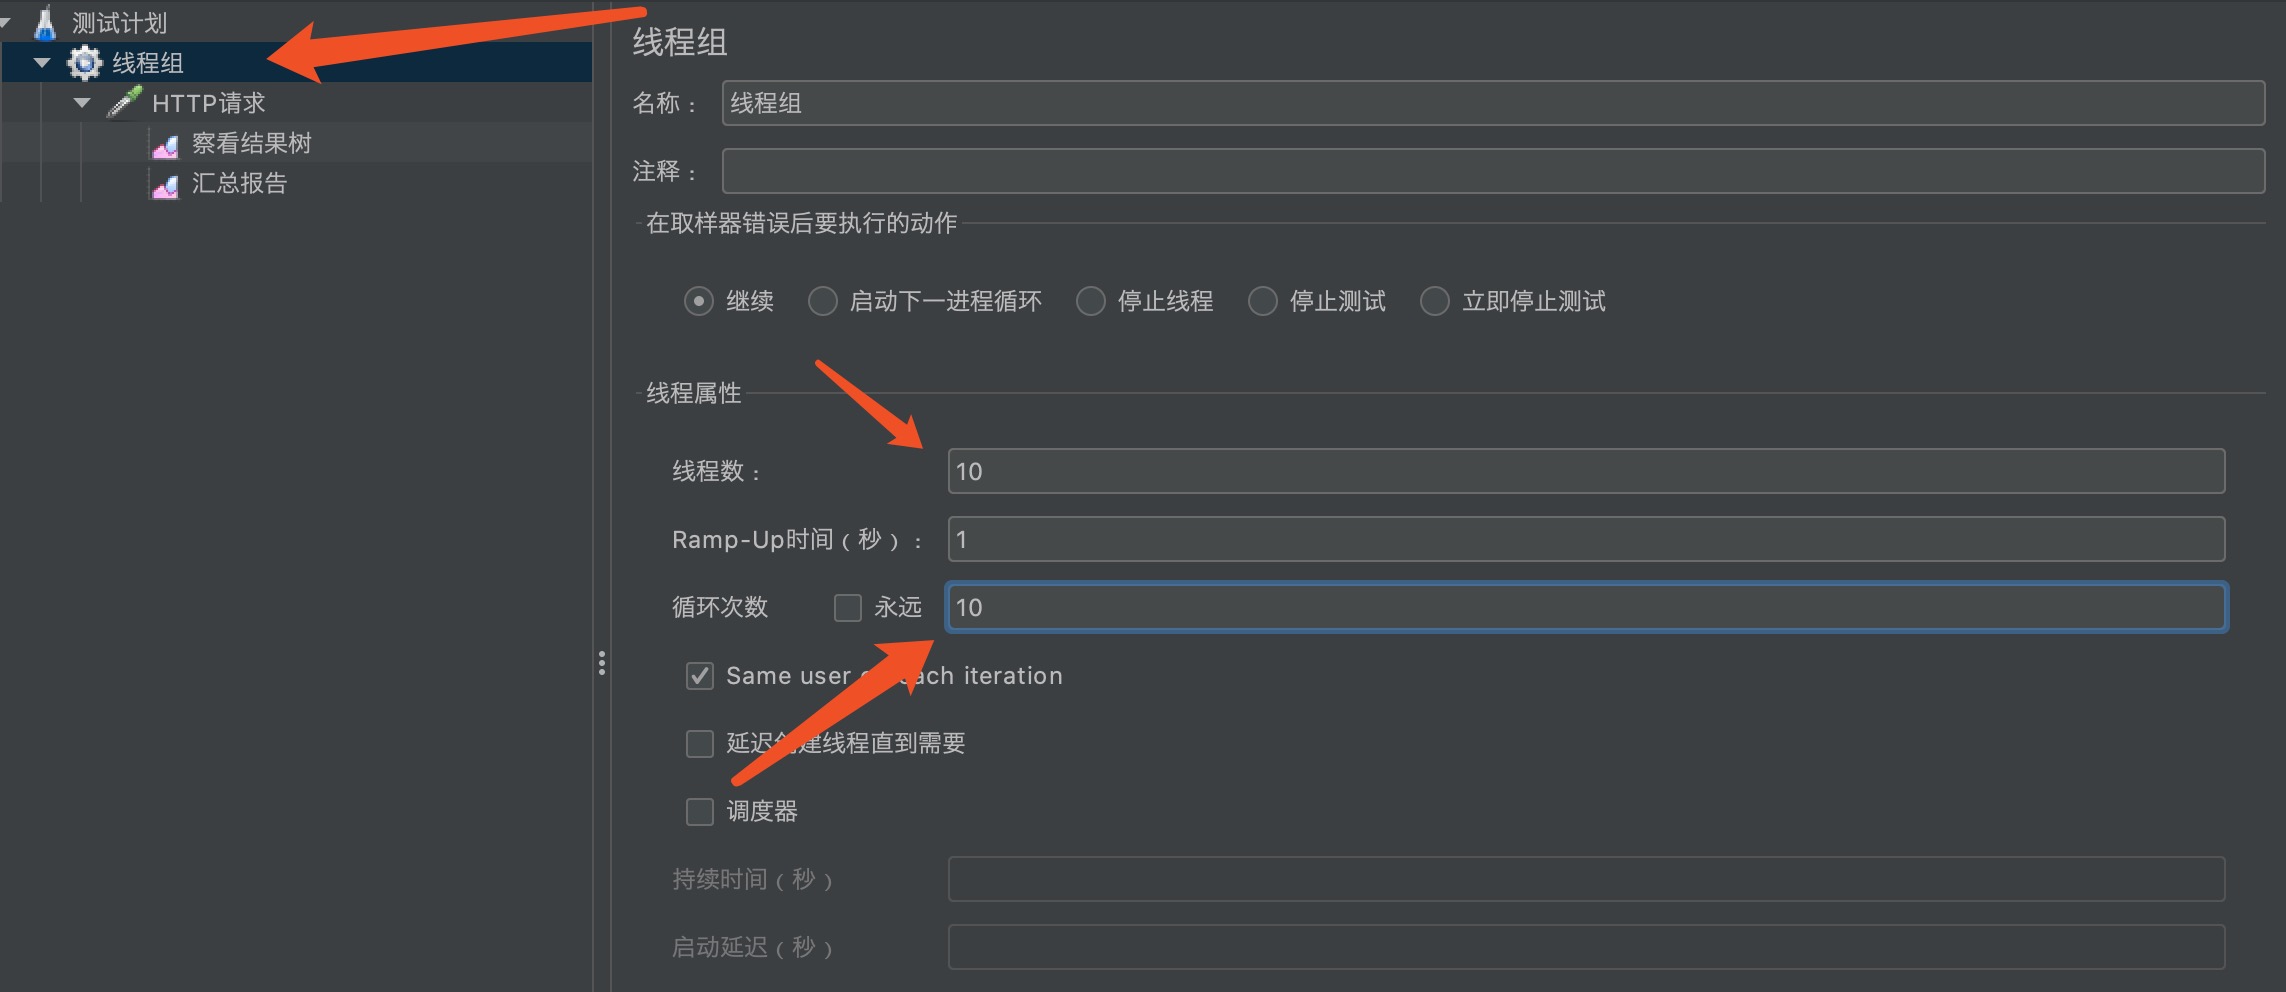 测试计划
线程组
HTTP请求
察看结果树
汇总报告
线程组
名称： 线程组
注释：
在取样器错误后要执行的动作
继续 启动下一进程循环 停止线程 停止测试 立即停止测试
线程属性
线程数： 10
Ramp-Up时间（秒）： 1
循环次数 永远 10
Same user each iteration
延迟创建线程直到需要
调度器
持续时间（秒）
启动延迟（秒）